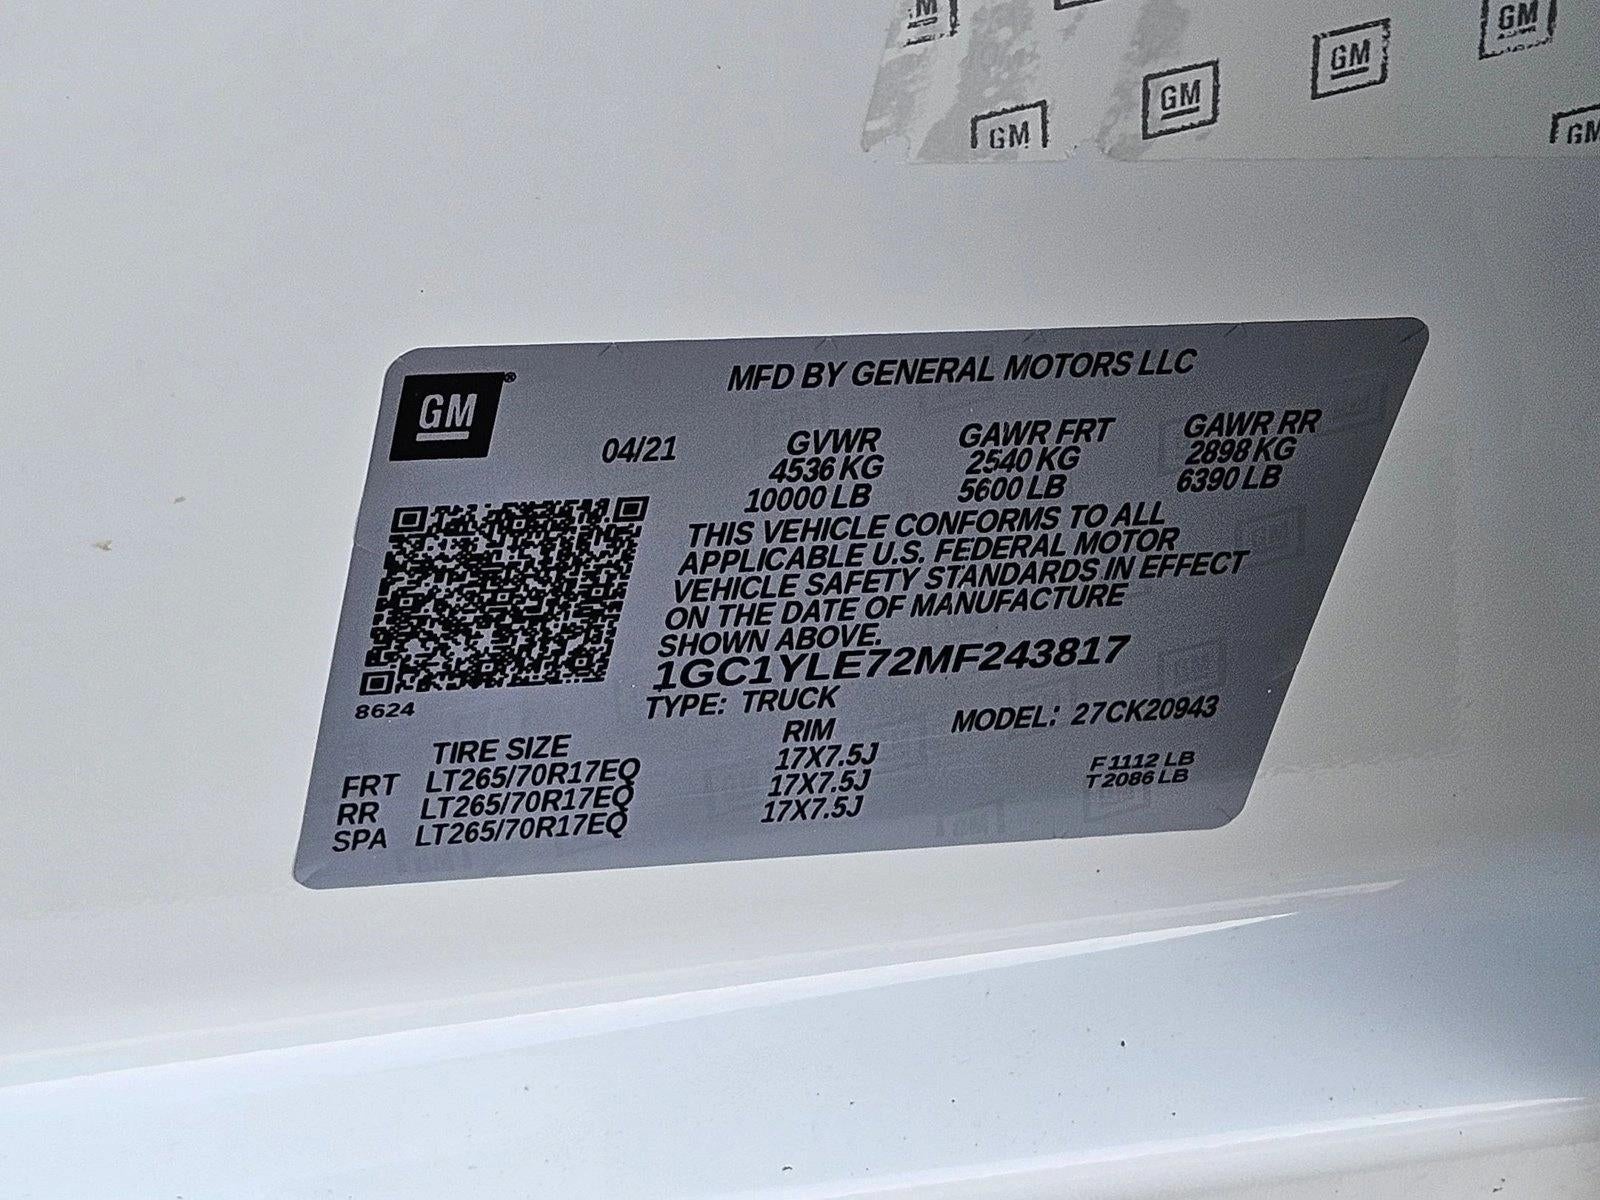 GM GM GM
GM GM GM
GM®
MFD BY GENERAL MOTORS LLC
04/21 GVWR GAWR FRT GAWR RR
4536 KG 2540 KG 2898 KG
10000 LB 5600 LB 6390 LB
THIS VEHICLE CONFORMS TO ALL
APPLICABLE U.S. FEDERAL MOTOR
VEHICLE SAFETY STANDARDS IN EFFECT
ON THE DATE OF MANUFACTURE
SHOWN ABOVE.
1GC1YLE72MF243817
8624
TYPE: TRUCK MODEL: 27CK20943
TIRE SIZE RIM
FRT LT265/70R17EQ 17X7.5J F1112 LB
RR LT265/70R17EQ 17X7.5J T2086 LB
SPA LT265/70R17EQ 17X7.5J